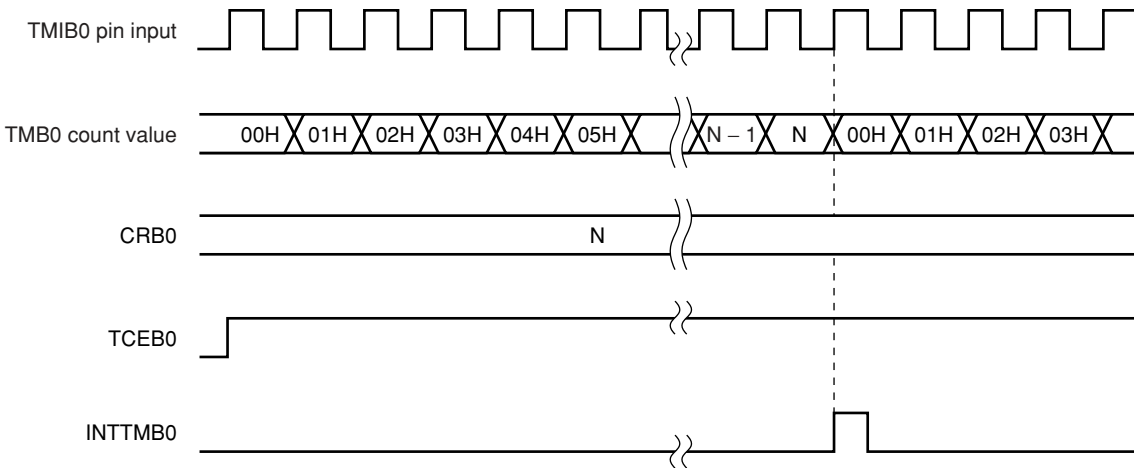 TMIB0 pin input
TMB0 count value 00H 01H 02H 03H 04H 05H N − 1 N 00H 01H 02H 03H
CRB0 N
TCEB0
INTTMB0